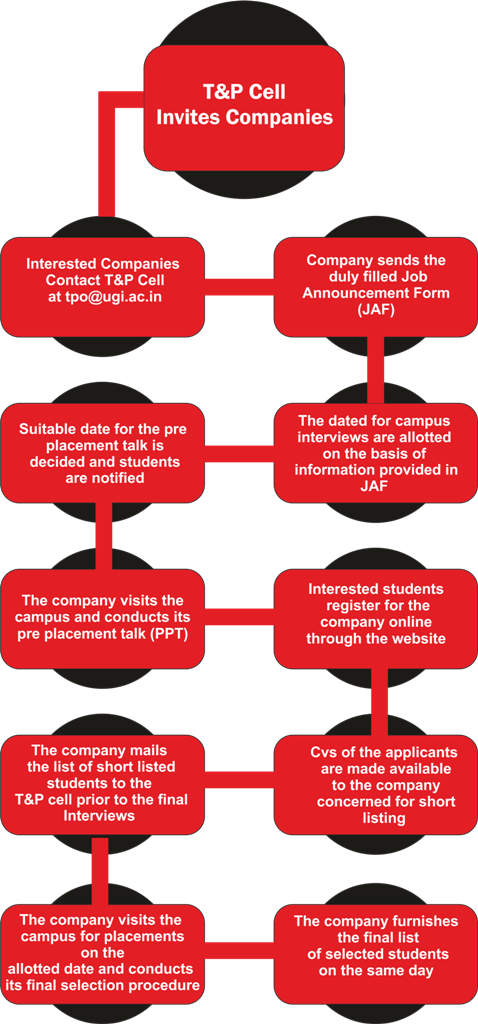 T&P Cell
Invites Companies
Interested Companies
Contact T&P Cell
at tpo@ugi.ac.in
Company sends the
duly filled Job
Announcement Form
(JAF)
The dated for campus
interviews are allotted
on the basis of
information provided in
JAF
Suitable date for the pre
placement talk is
decided and students
are notified
The company visits the
campus and conducts its
pre placement talk (PPT)
Interested students
register for the
company online
through the website
Cvs of the applicants
are made available
to the company
concerned for short
listing
The company mails
the list of short listed
students to the
T&P cell prior to the final
Interviews
The company visits the
campus for placements
on the
allotted date and conducts
its final selection procedure
The company furnishes
the final list
of selected students
on the same day